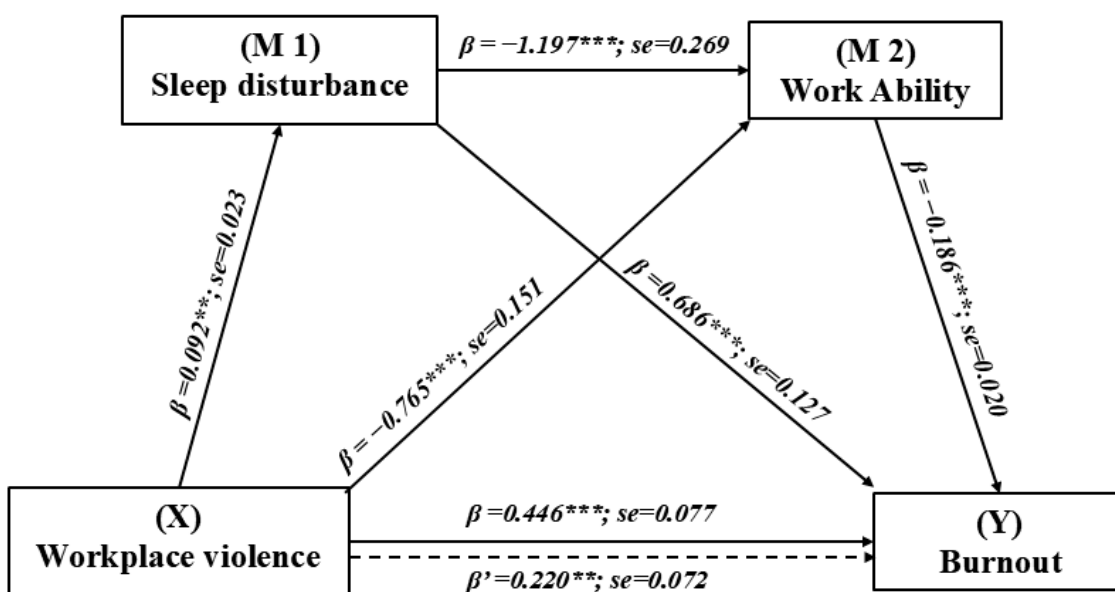 (M 1)
Sleep disturbance
β = −1.197***; se=0.269
(M 2)
Work Ability
β =0.092**; se=0.023
β = −0.765***; se=0.151
β =0.686***; se=0.127
β = −0.186***; se=0.020
(X)
Workplace violence
β =0.446***; se=0.077
β’ =0.220**; se=0.072
(Y)
Burnout